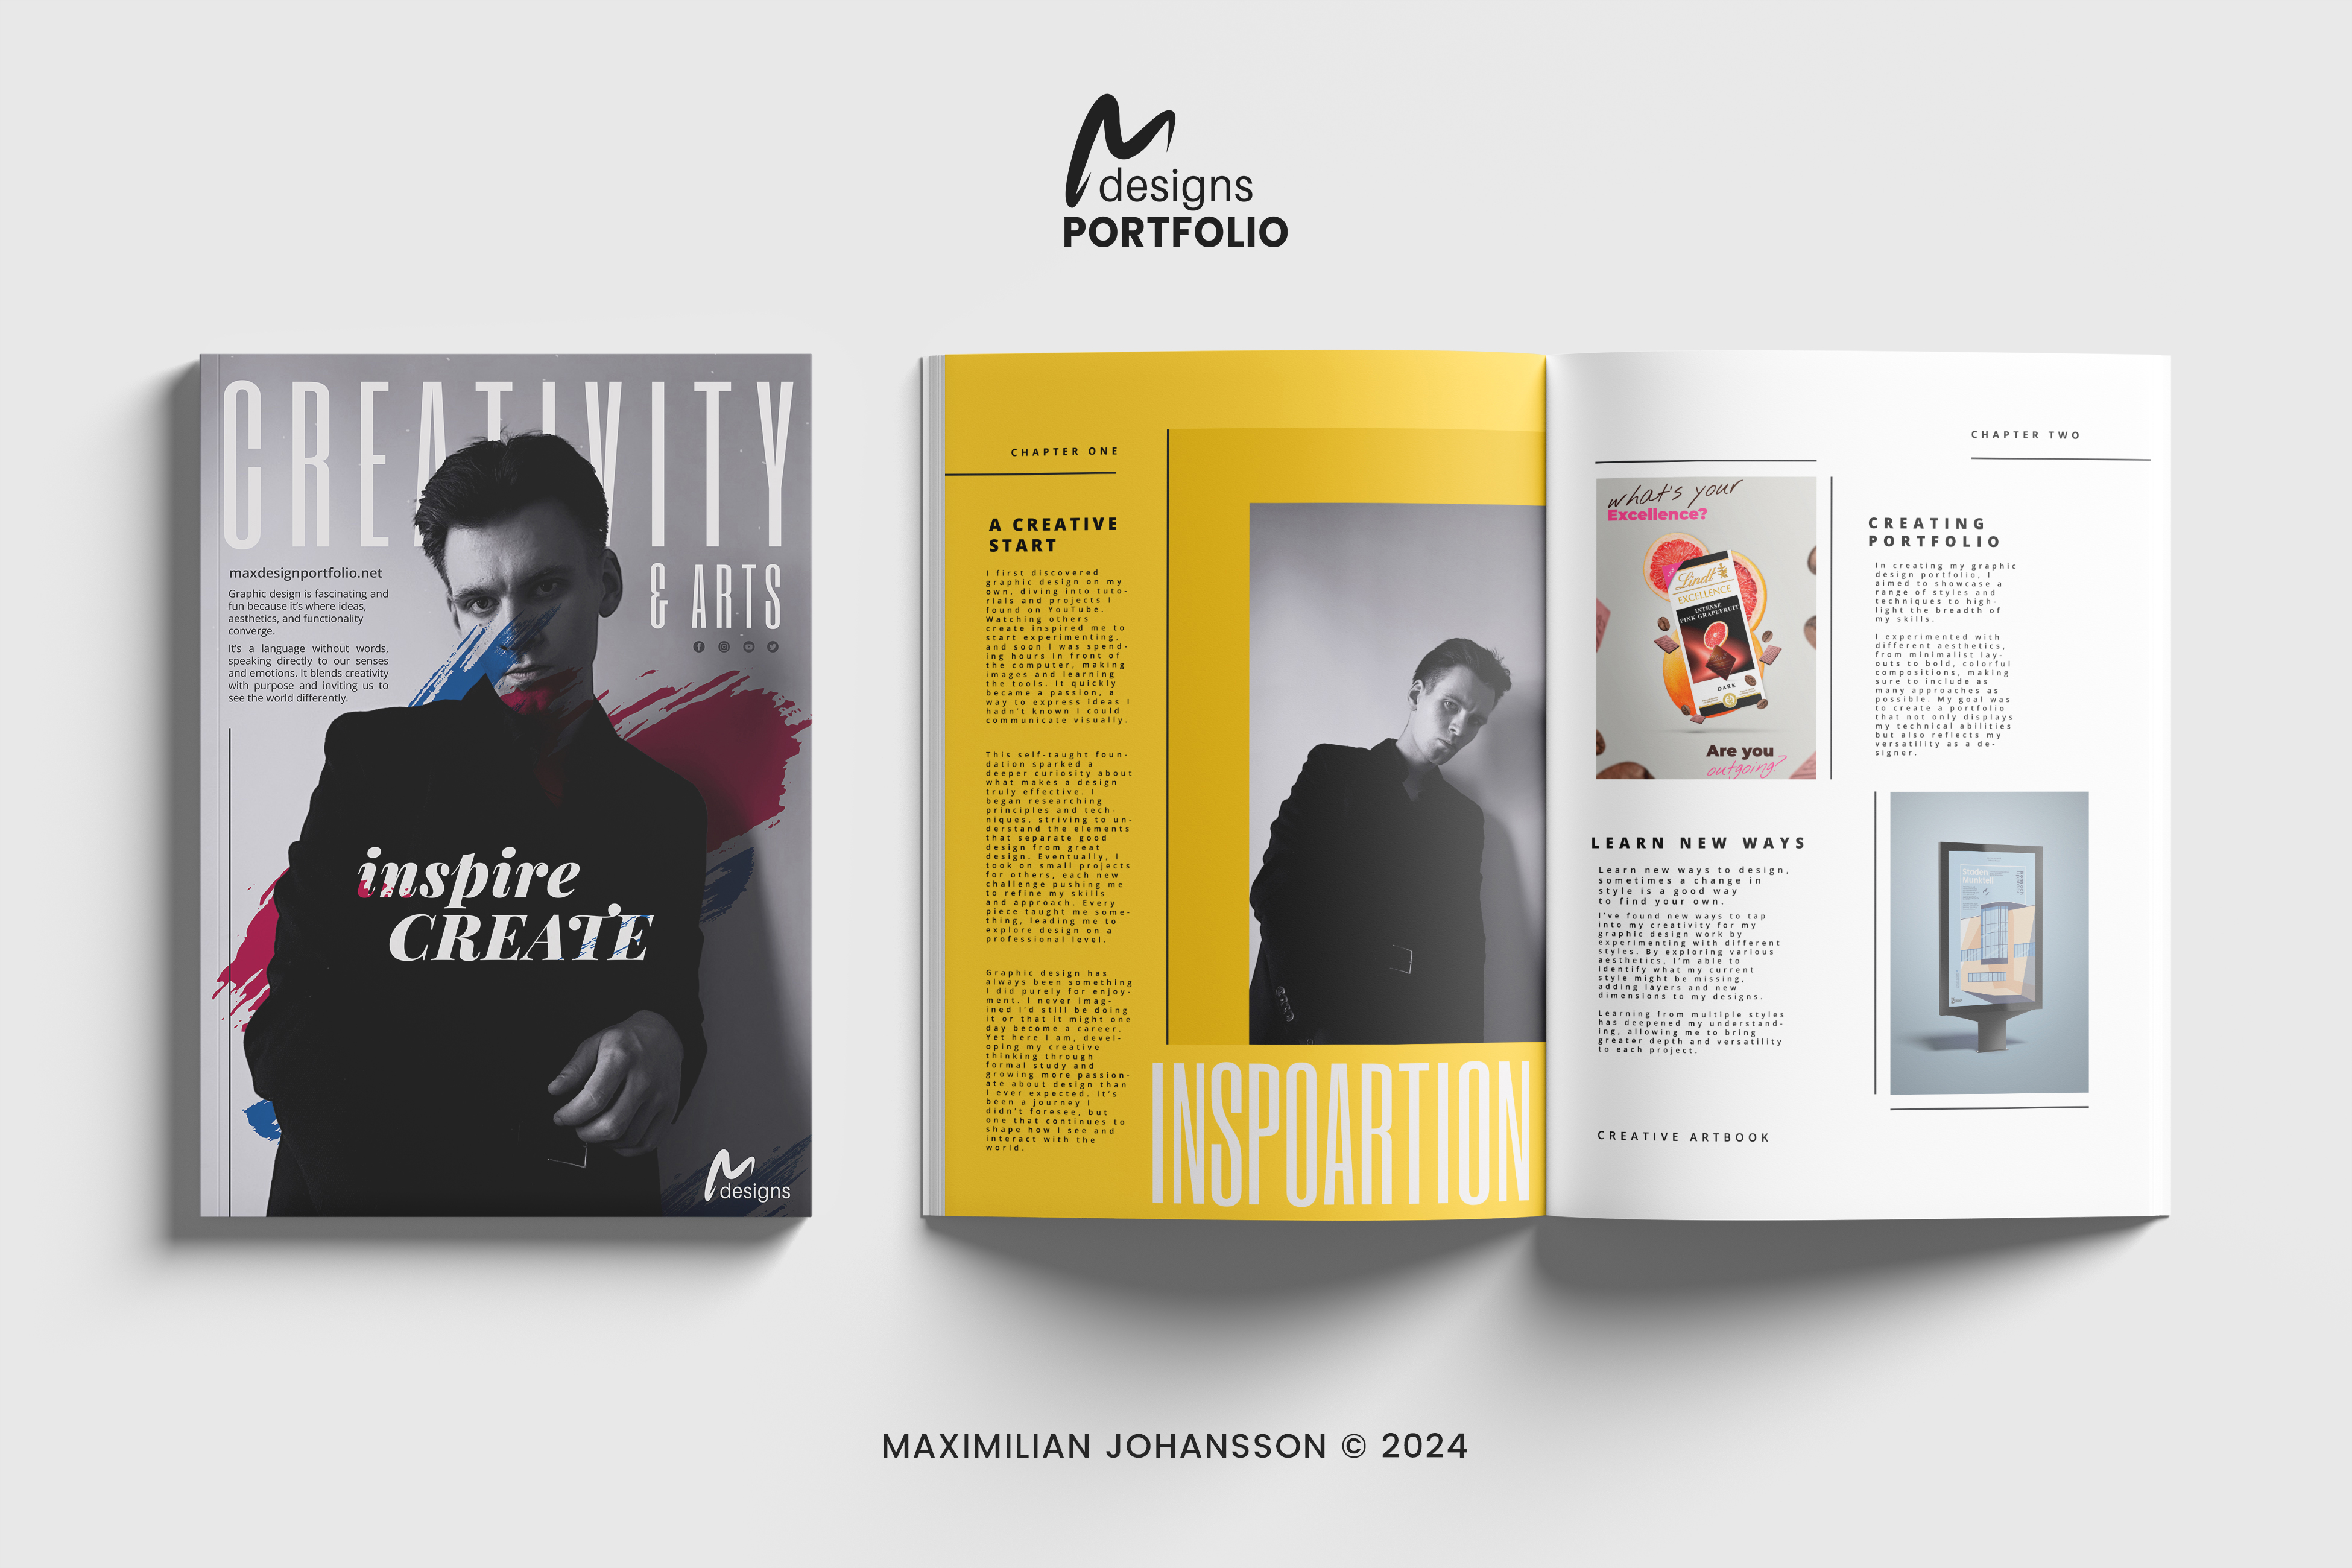 M
designs
PORTFOLIO
CREATIVITY
& ARTS
maxdesignportfolio.net
Graphic design is fascinating and
fun because it's where ideas,
aesthetics, and functionality
converge.
It's a language without words,
speaking directly to our senses
and emotions. It blends creativity
with purpose and inviting us to
see the world differently.
inspire
CREATE
M
designs
CHAPTER ONE
A CREATIVE
START
I first discovered
graphic design on my
own, diving into tuto-
rials and projects I
found on YouTube.
Watching others
create inspired me to
start experimenting,
and soon I was spend-
ing hours in front of
the computer, making
images and learning
the tools. It quickly
became a passion, a
way to express ideas I
hadn't known I could
communicate visually.
This self-taught foun-
dation sparked a
deeper curiosity about
what makes a design
truly effective. I
began researching
principles and tech-
niques, striving to un-
derstand the elements
that separate good
design from great
design. Eventually, I
took on small projects
for others, each new
challenge pushing me
to refine my skills
and approach. Every
piece taught me some-
thing, leading me to
explore design on a
professional level.
Graphic design has
always been something
I did purely for enjoy-
ment. I never imag-
ined I'd still be doing
it or that it might one
day become a career.
Yet here I am, devel-
oping my creative
thinking through
formal study and
growing more passion-
ate about design than
I ever expected. It's
been a journey I
didn't foresee, but
one that continues to
shape how I see and
interact with the
world.
INSPOARTION
what's your
Excellence?
Lindt
EXCELLENCE
INTENSE
PINK GRAPEFRUIT
DARK
Are you
outgoing?
LEARN NEW WAYS
Learn new ways to design,
sometimes a change in
style is a good way
to find your own.
I've found new ways to tap
into my creativity for my
graphic design work by
experimenting with different
styles. By exploring various
aesthetics, I'm able to
identify what my current
style might be missing,
adding layers and new
dimensions to my designs.
Learning from multiple styles
has deepened my understand-
ing, allowing me to bring
greater depth and versatility
to each project.
CREATIVE ARTBOOK
CHAPTER TWO
CREATING
PORTFOLIO
In creating my graphic
design portfolio, I
aimed to showcase a
range of styles and
techniques to high-
light the breadth of
my skills.
I experimented with
different aesthetics,
from minimalist lay-
outs to bold, colorful
compositions, making
sure to include as
many approaches as
possible. My goal was
to create a portfolio
that not only displays
my technical abilities
but also reflects my
versatility as a de-
signer.
Staden
Munktell
MAXIMILIAN JOHANSSON © 2024